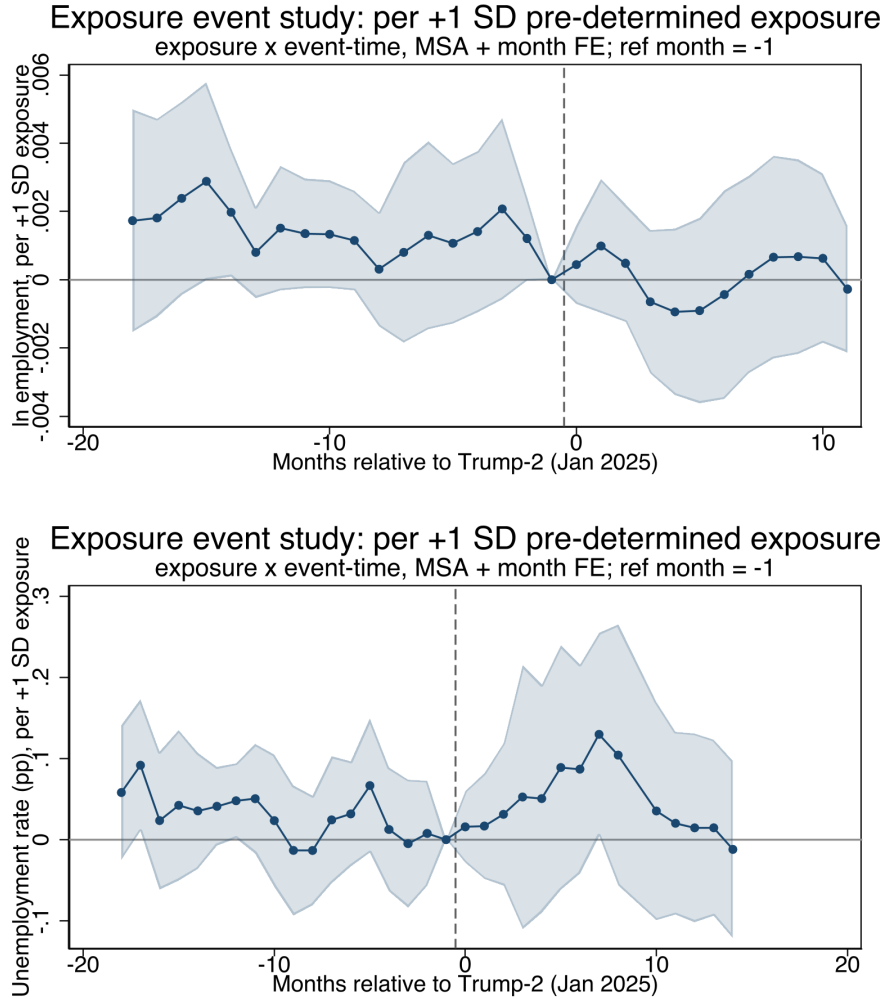 Exposure event study: per +1 SD pre-determined exposure
exposure x event-time, MSA + month FE; ref month = -1
ln employment, per +1 SD exposure
.006
.004
.002
0
-.002
-.004
-20
-10
0
10
Months relative to Trump-2 (Jan 2025)
Exposure event study: per +1 SD pre-determined exposure
exposure x event-time, MSA + month FE; ref month = -1
Unemployment rate (pp), per +1 SD exposure
.3
.2
.1
0
-.1
-20
-10
0
10
20
Months relative to Trump-2 (Jan 2025)